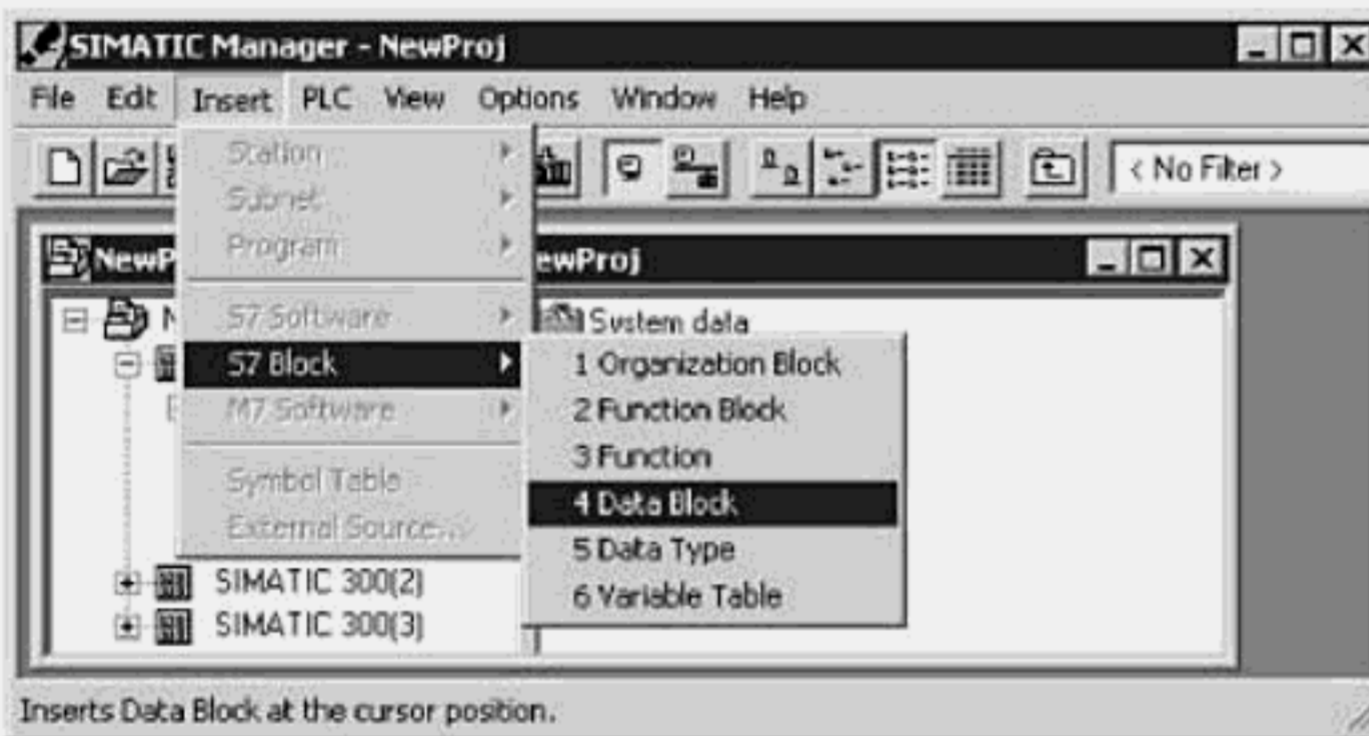 SIMATIC Manager - NewProj
File Edit Insert PLC View Options Window Help
Station
Subnet
Program
S7 Software
S7 Block
M7 Software
Symbol Table
External Source...
< No Filter >
NewP
ewProj
N
System data
1 Organization Block
2 Function Block
3 Function
4 Data Block
5 Data Type
6 Variable Table
SIMATIC 300(2)
SIMATIC 300(3)
Inserts Data Block at the cursor position.